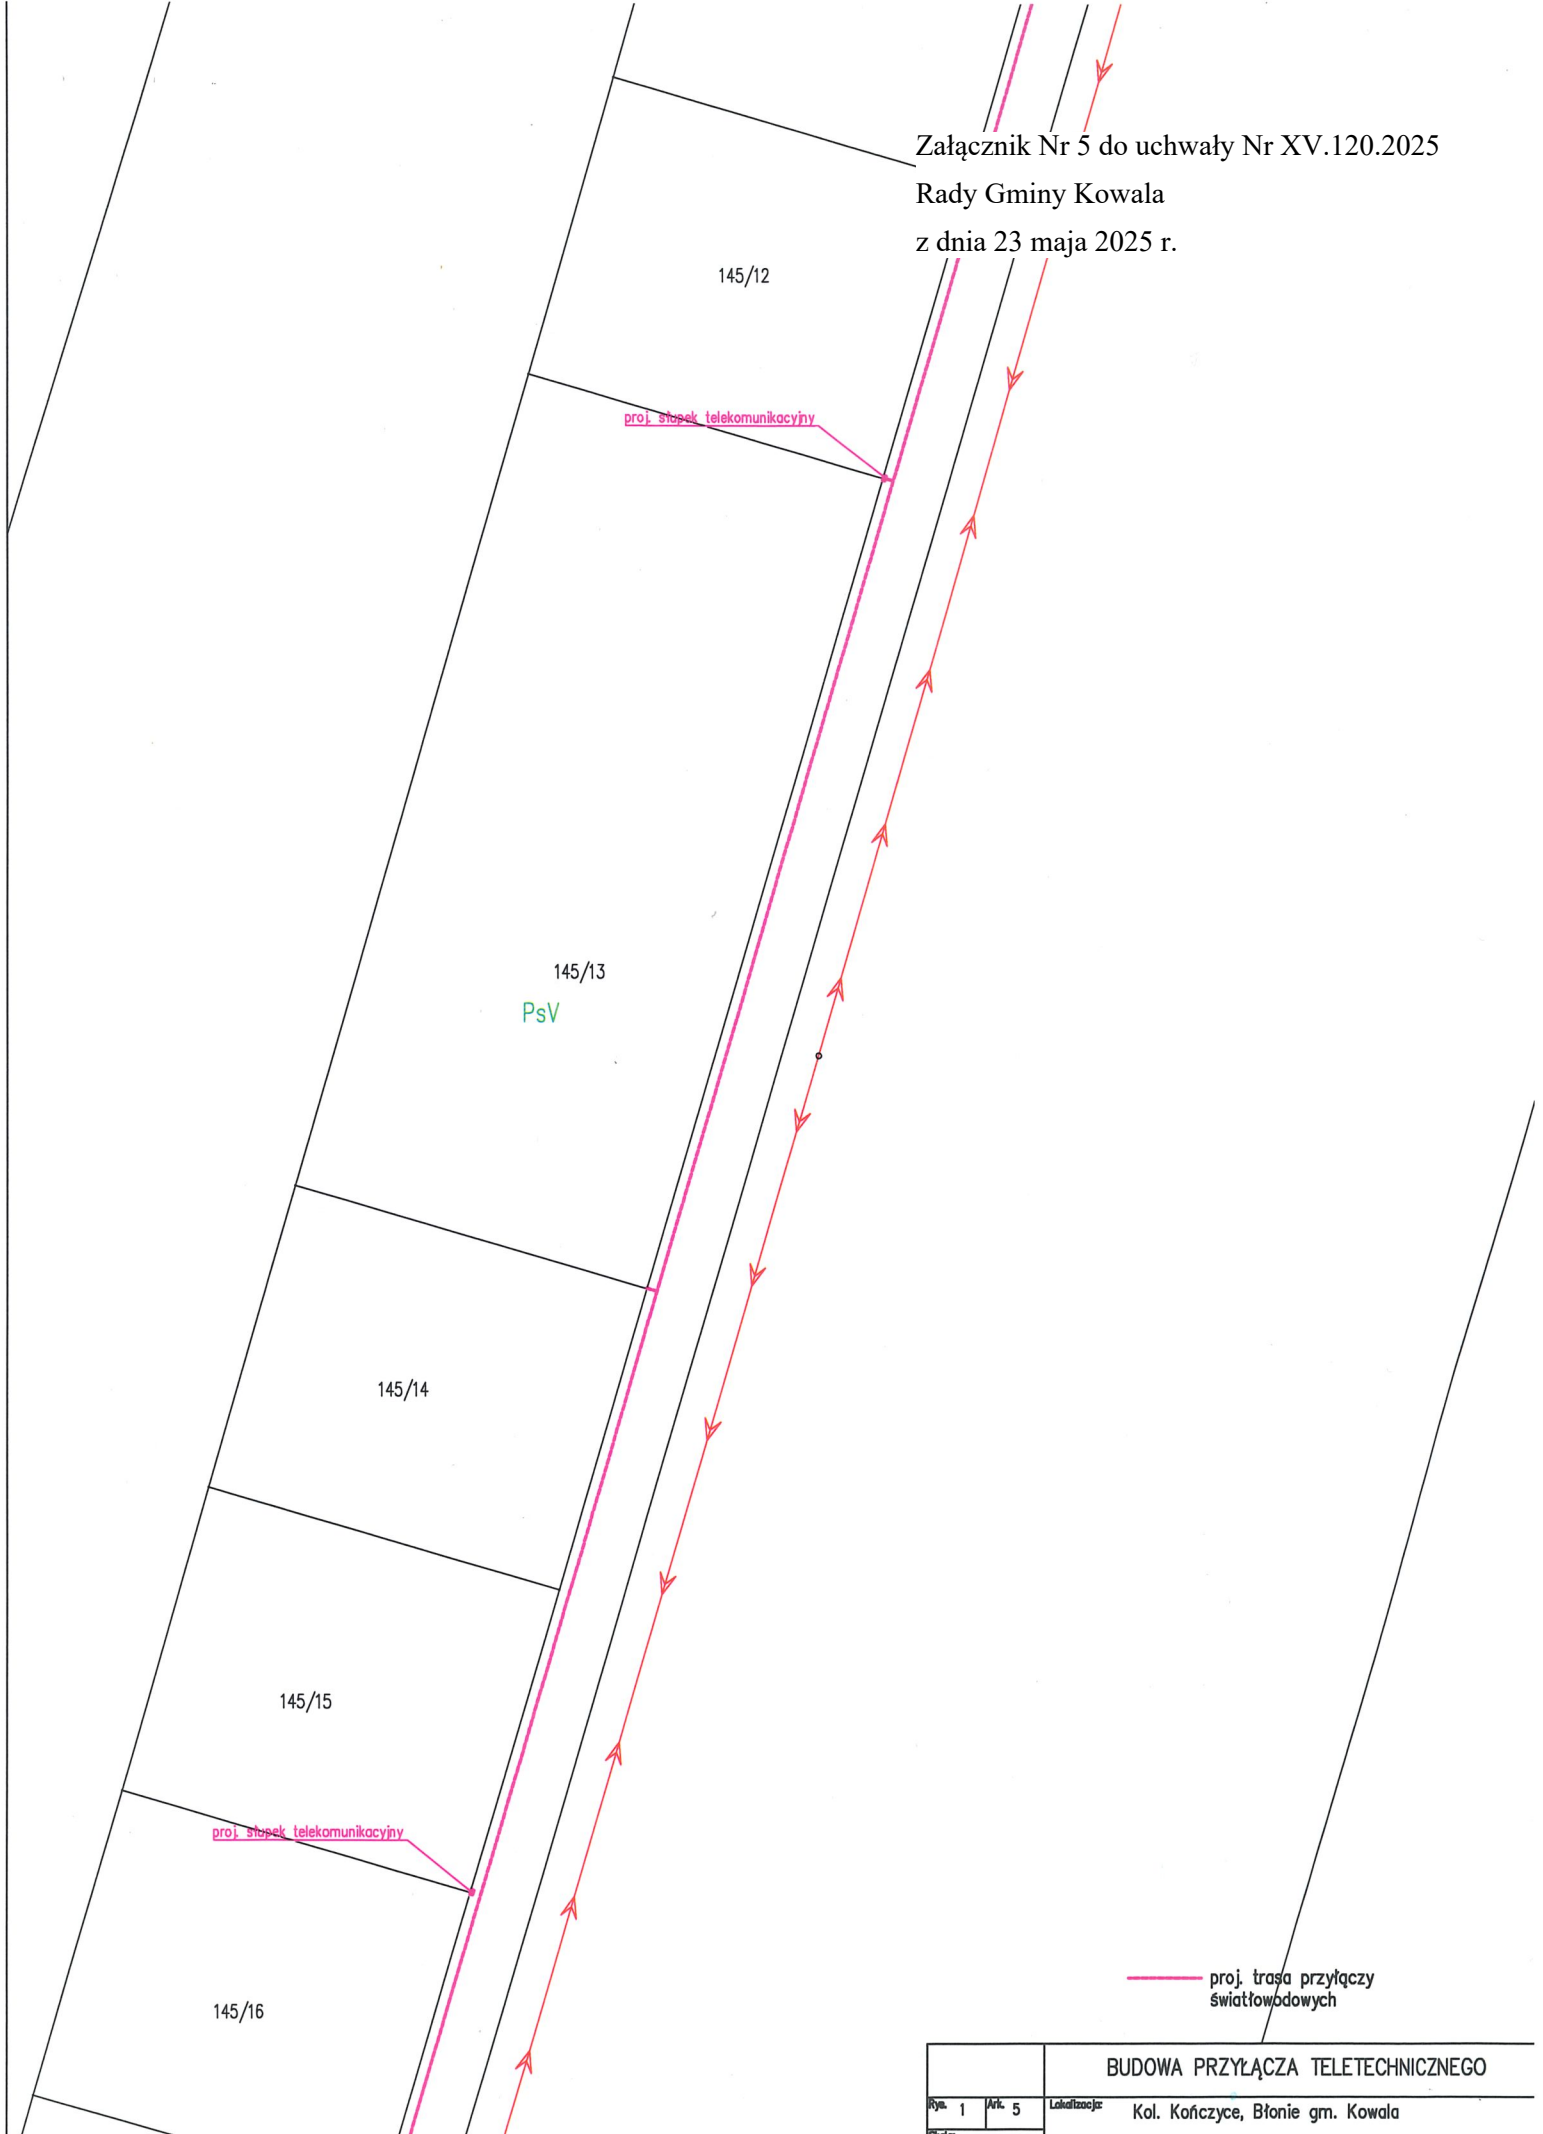 Załącznik Nr 5 do uchwały Nr XV.120.2025
Rady Gminy Kowala
z dnia 23 maja 2025 r.
145/12
proj. słupek telekomunikacyjny
145/13
PsV
145/14
145/15
proj. słupek telekomunikacyjny
145/16
proj. trasa przyłączy
światłowodowych
BUDOWA PRZYŁĄCZA TELETECHNICZNEGO
Rys. 1 Ark. 5 Lokalizacja: Kol. Kończyce, Błonie gm. Kowala